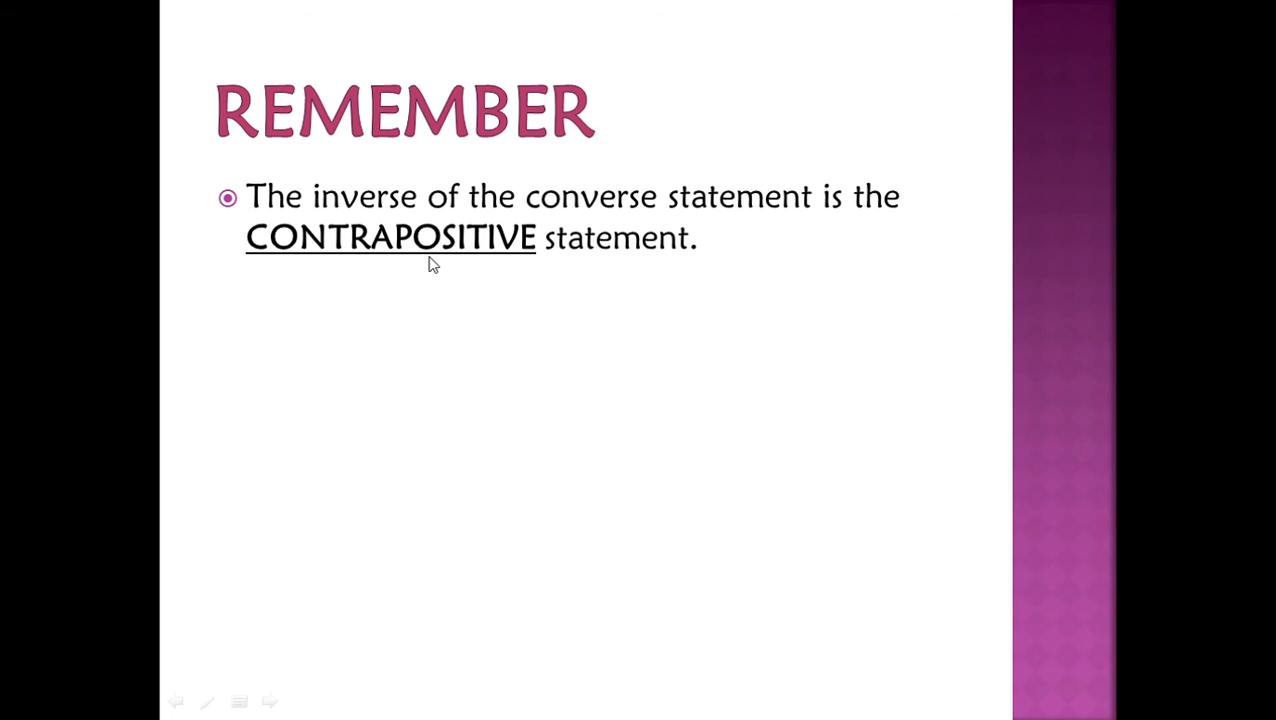 REMEMBER
The inverse of the converse statement is the
CONTRAPOSITIVE statement.